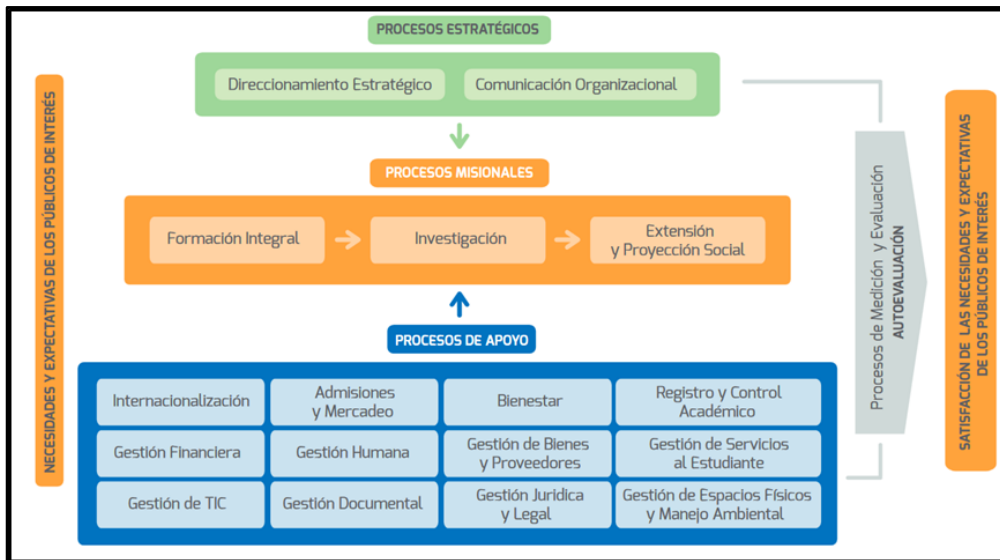 PROCESOS ESTRATÉGICOS
Direccionamiento Estratégico
Comunicación Organizacional
NECESIDADES Y EXPECTATIVAS DE LOS PÚBLICOS DE INTERÉS
PROCESOS MISIONALES
Formación Integral
Investigación
Extensión
y Proyección Social
PROCESOS DE APOYO
Internacionalización
Admisiones
y Mercadeo
Bienestar
Registro y Control
Académico
Gestión Financiera
Gestión Humana
Gestión de Bienes
y Proveedores
Gestión de Servicios
al Estudiante
Gestión de TIC
Gestión Documental
Gestión Juridica
y Legal
Gestión de Espacios Físicos
y Manejo Ambiental
Procesos de Medición y Evaluación
AUTOEVALUACIÓN
SATISFACCIÓN DE LAS NECESIDADES Y EXPECTATIVAS
DE LOS PÚBLICOS DE INTERÉS